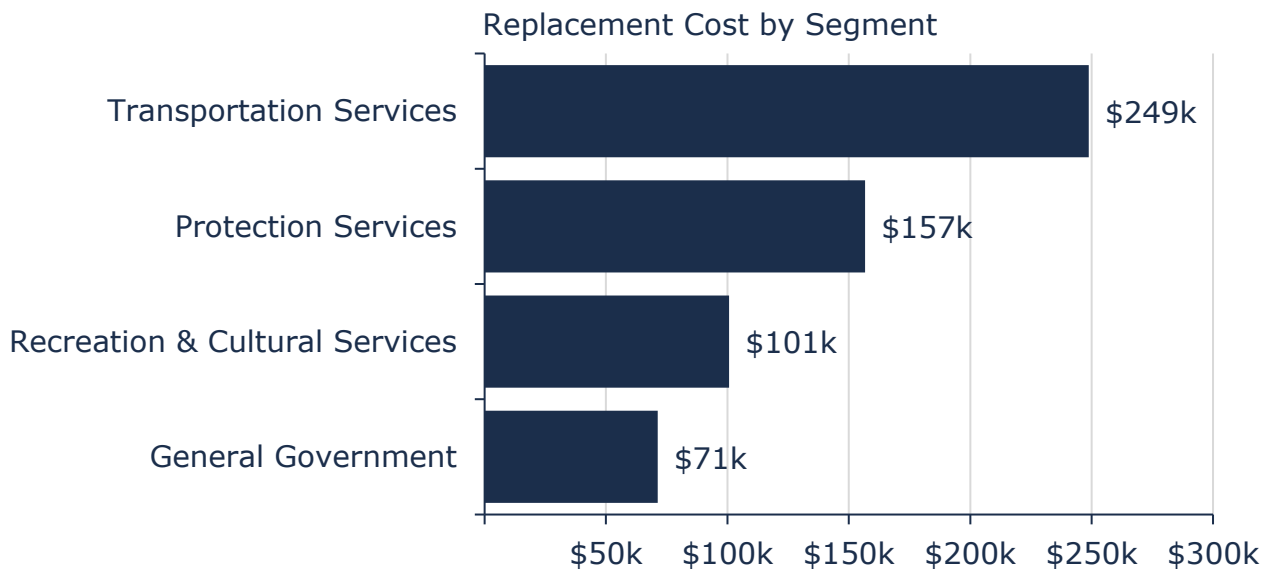 Replacement Cost by Segment
Transportation Services
$249k
Protection Services
$157k
Recreation & Cultural Services
$101k
General Government
$71k
$50k $100k $150k $200k $250k $300k